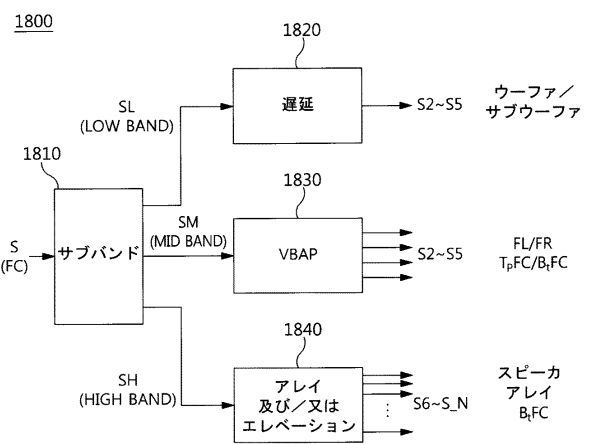 1800
1820
遅延
SL
(LOW BAND)
S2~S5
ウーファ／
サブウーファ
1810
サブバンド
S
(FC)
1830
SM
(MID BAND)
VBAP
S2~S5
FL/FR
TpFC/BtFC
1840
SH
(HIGH BAND)
アレイ
及び／又は
エレベーション
⋮
S6~S_N
スピーカ
アレイ
BtFC